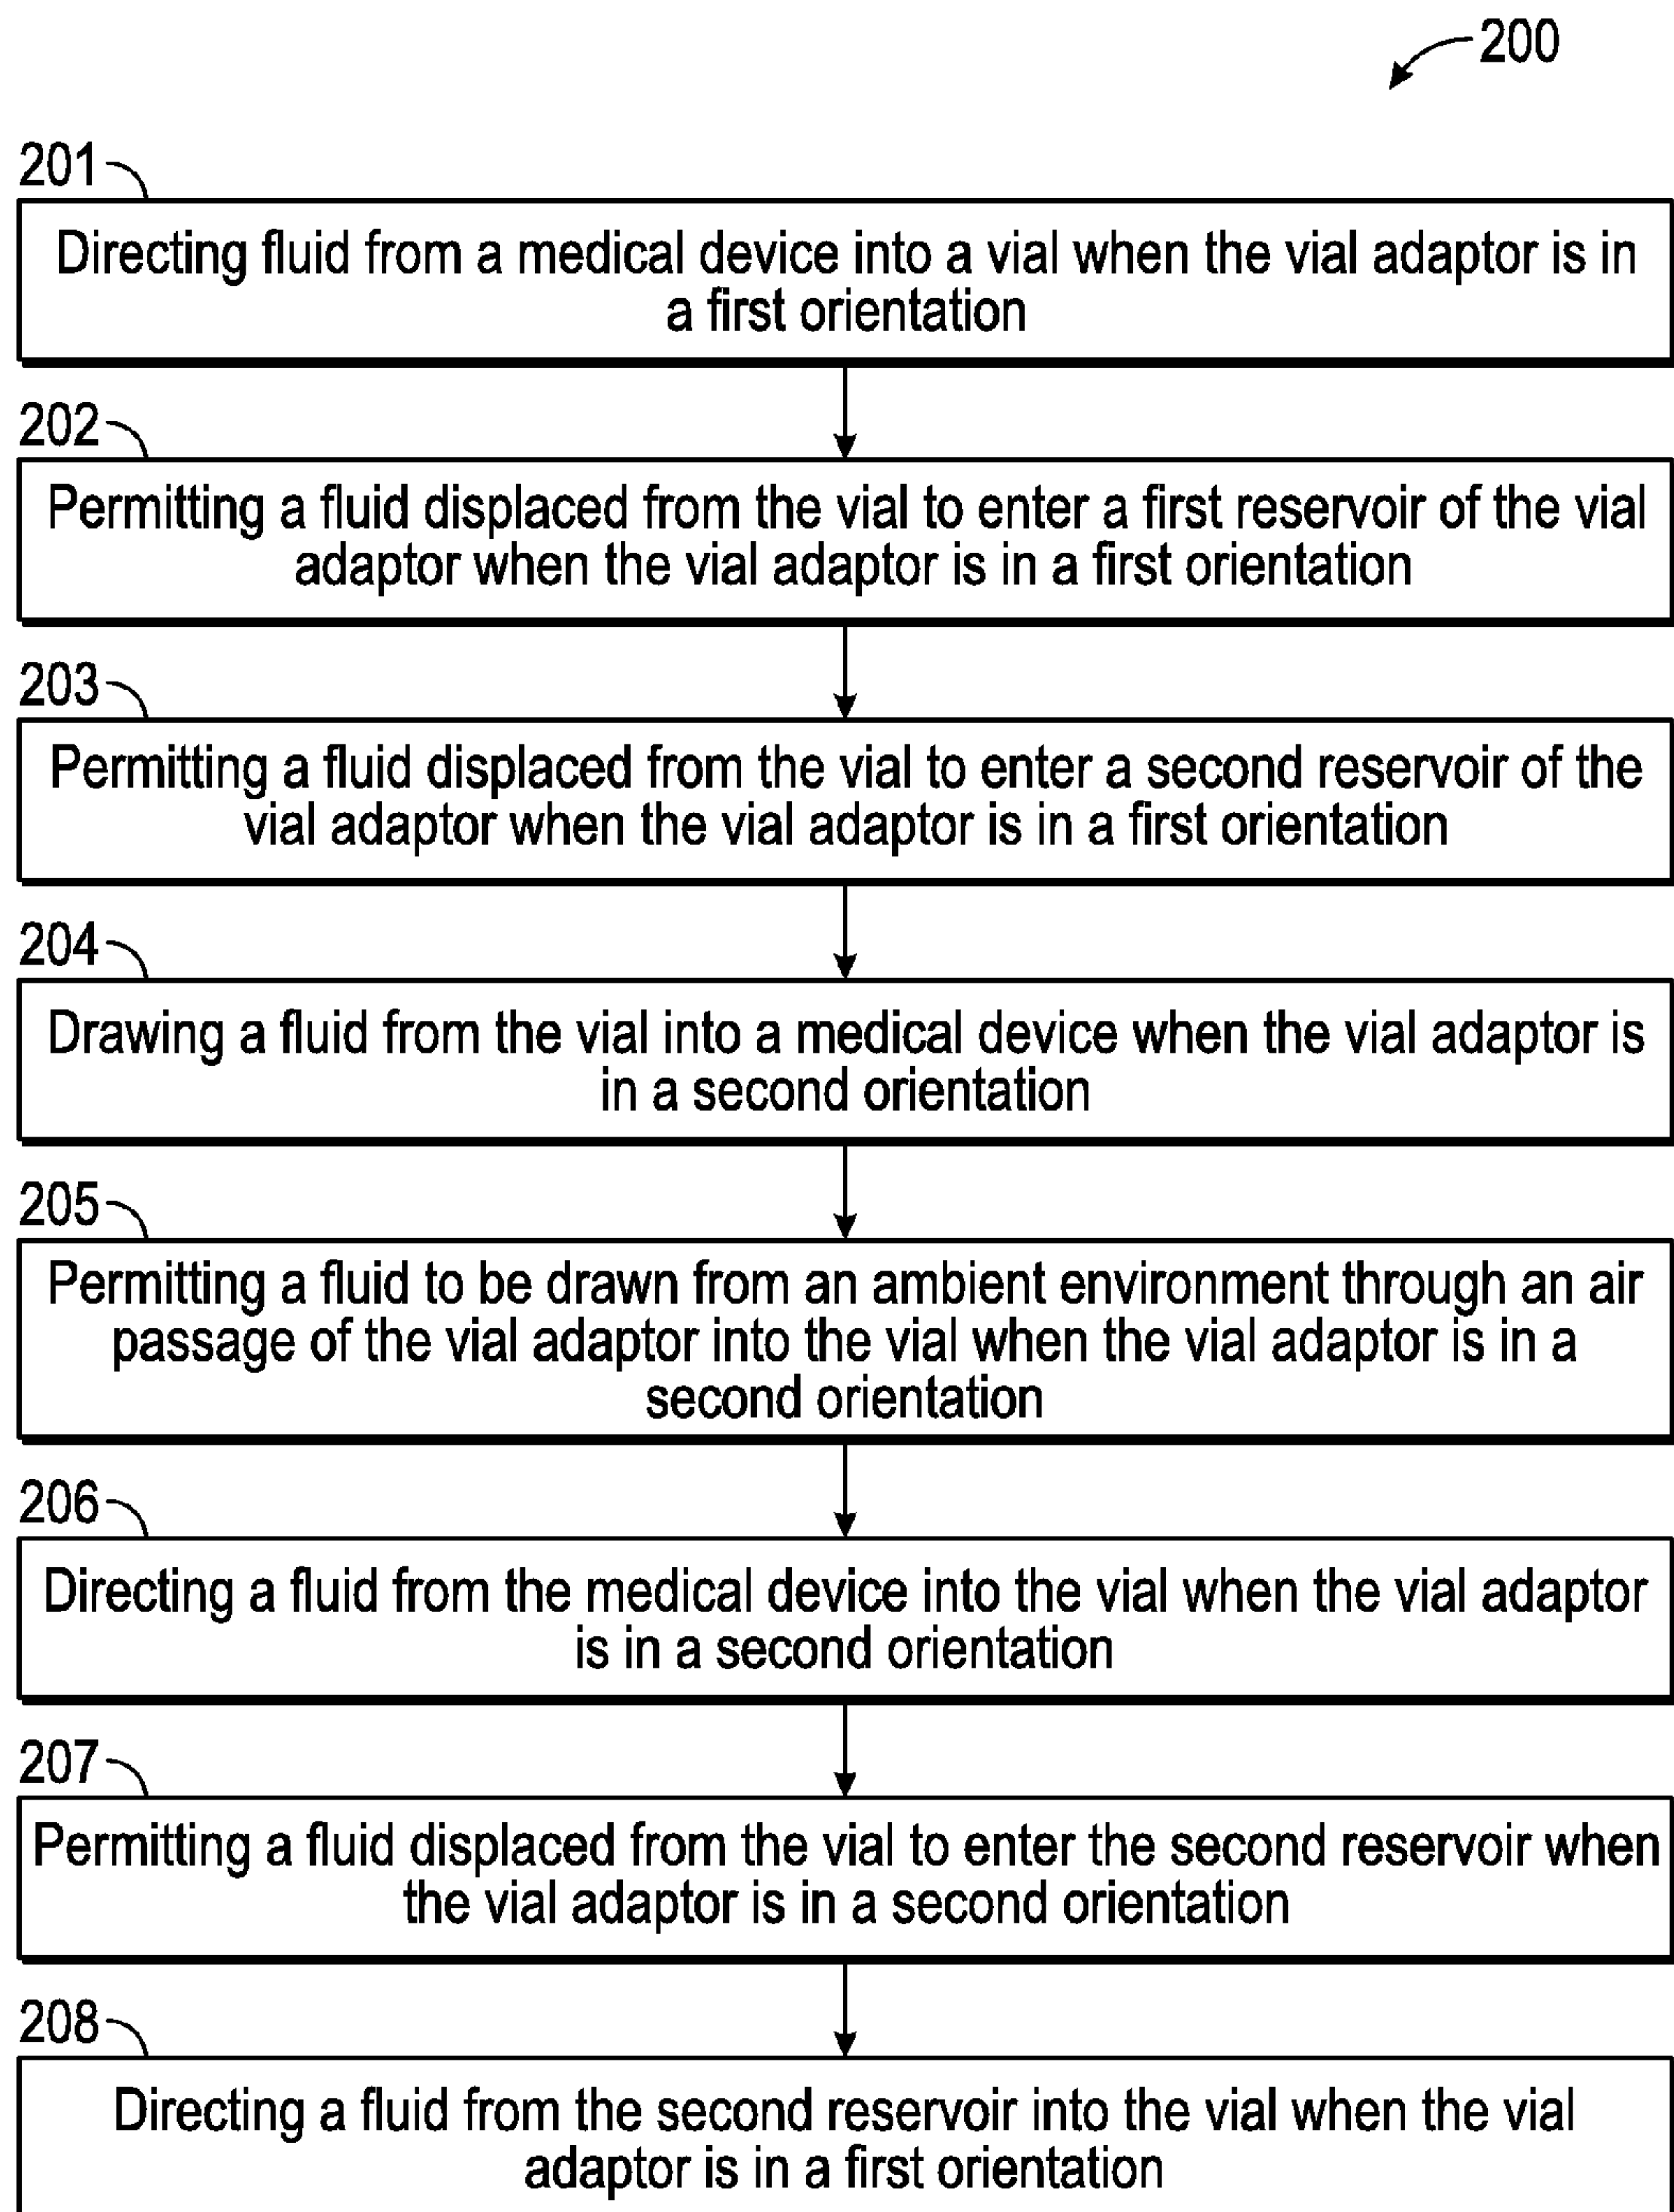 200
201
Directing fluid from a medical device into a vial when the vial adaptor is in
a first orientation
202
Permitting a fluid displaced from the vial to enter a first reservoir of the vial
adaptor when the vial adaptor is in a first orientation
203
Permitting a fluid displaced from the vial to enter a second reservoir of the
vial adaptor when the vial adaptor is in a first orientation
204
Drawing a fluid from the vial into a medical device when the vial adaptor is
in a second orientation
205
Permitting a fluid to be drawn from an ambient environment through an air
passage of the vial adaptor into the vial when the vial adaptor is in a
second orientation
206
Directing a fluid from the medical device into the vial when the vial adaptor
is in a second orientation
207
Permitting a fluid displaced from the vial to enter the second reservoir when
the vial adaptor is in a second orientation
208
Directing a fluid from the second reservoir into the vial when the vial
adaptor is in a first orientation